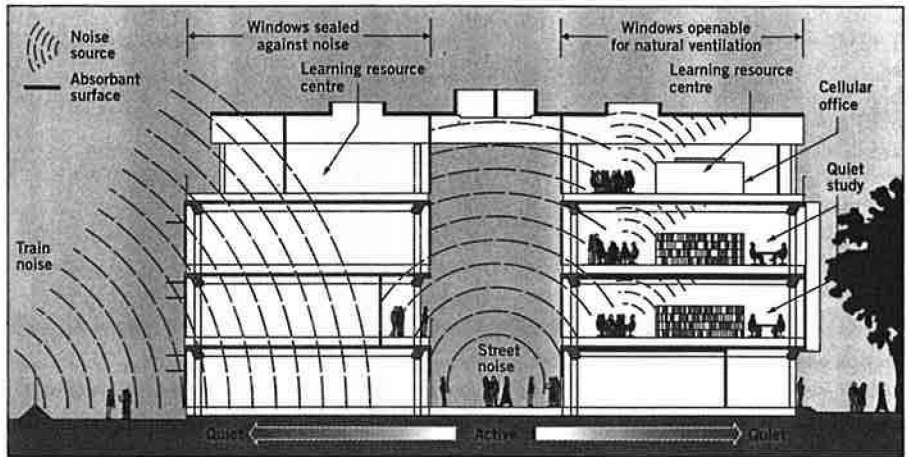 Noise
source
Absorbant
surface
Windows sealed
against noise
Windows openable
for natural ventilation
Learning resource
centre
Learning resource
centre
Cellular
office
Quiet
study
Train
noise
Street
noise
Quiet
Active
Quiet